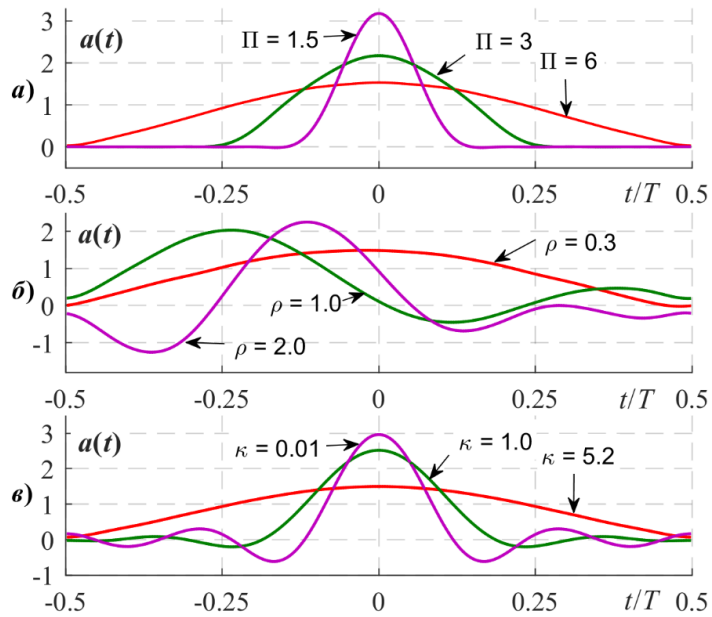 3
a(t)
Π = 1.5
Π = 3
Π = 6
2
а)
1
0
-0.5
-0.25
0
0.25
t/T
0.5
a(t)
2
ρ = 0.3
1
б)
ρ = 1.0
0
ρ = 2.0
-1
-0.5
-0.25
0
0.25
t/T
0.5
3
a(t)
κ = 0.01
κ = 1.0
κ = 5.2
2
в)
1
0
-1
-0.5
-0.25
0
0.25
t/T
0.5